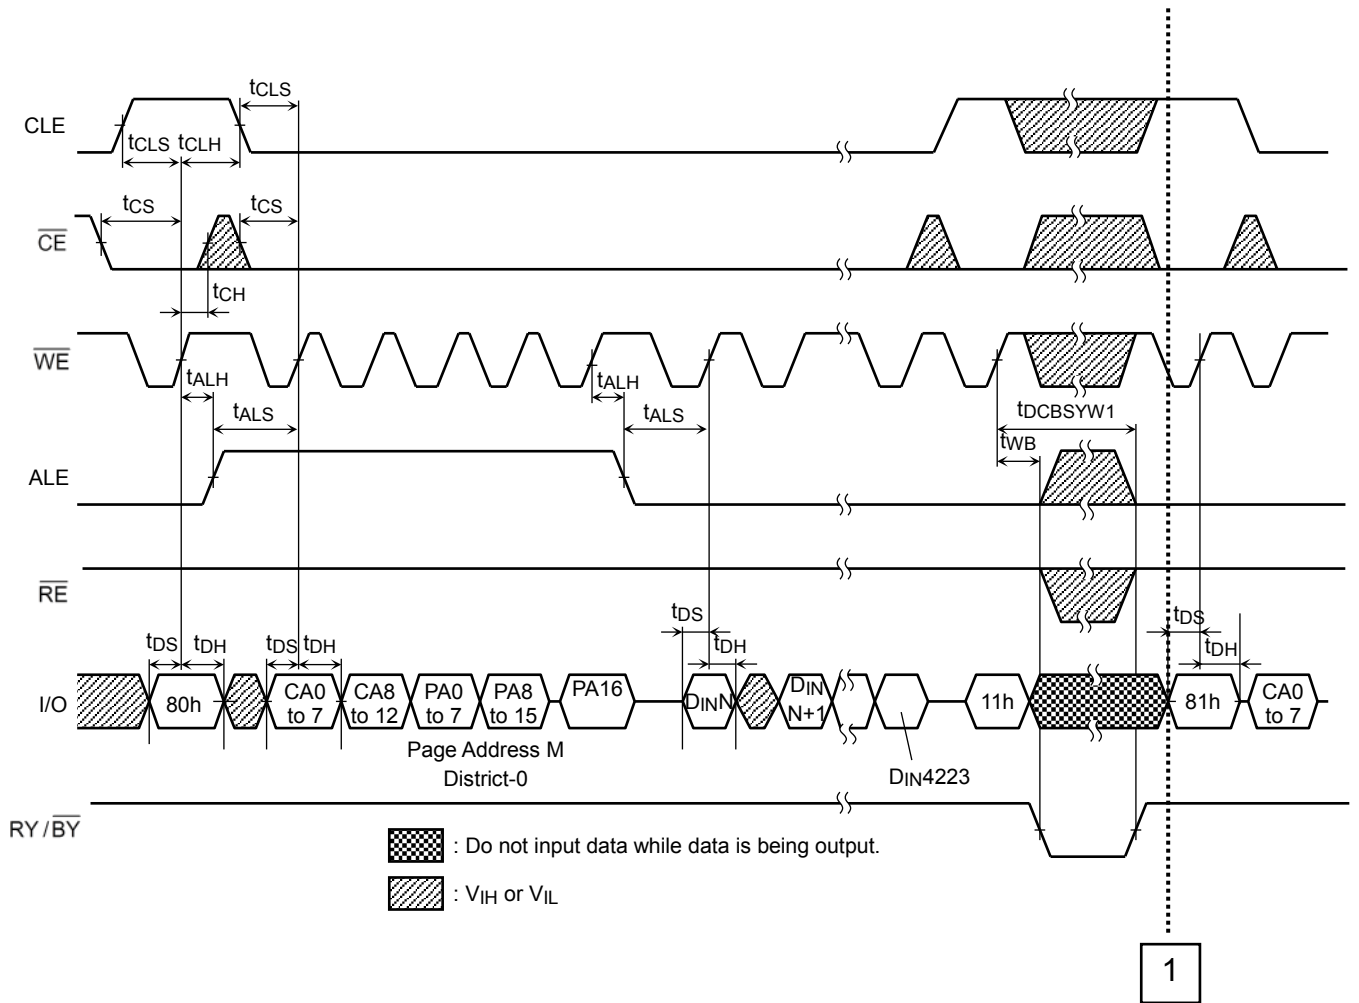 tCLS
CLE
tCLS tCLH
tCS tCS
CE
tCH
WE
tALH tALH
tALS tALS tDCBSYW1
tWB
ALE
RE
tDS tDH tDS tDH tDS tDH tDS tDH
I/O 80h CA0 to 7 CA8 to 12 PA0 to 7 PA8 to 15 PA16 DINN DIN N+1 11h 81h CA0 to 7
Page Address M
District-0
DIN4223
RY/BY
: Do not input data while data is being output.
: VIH or VIL
1